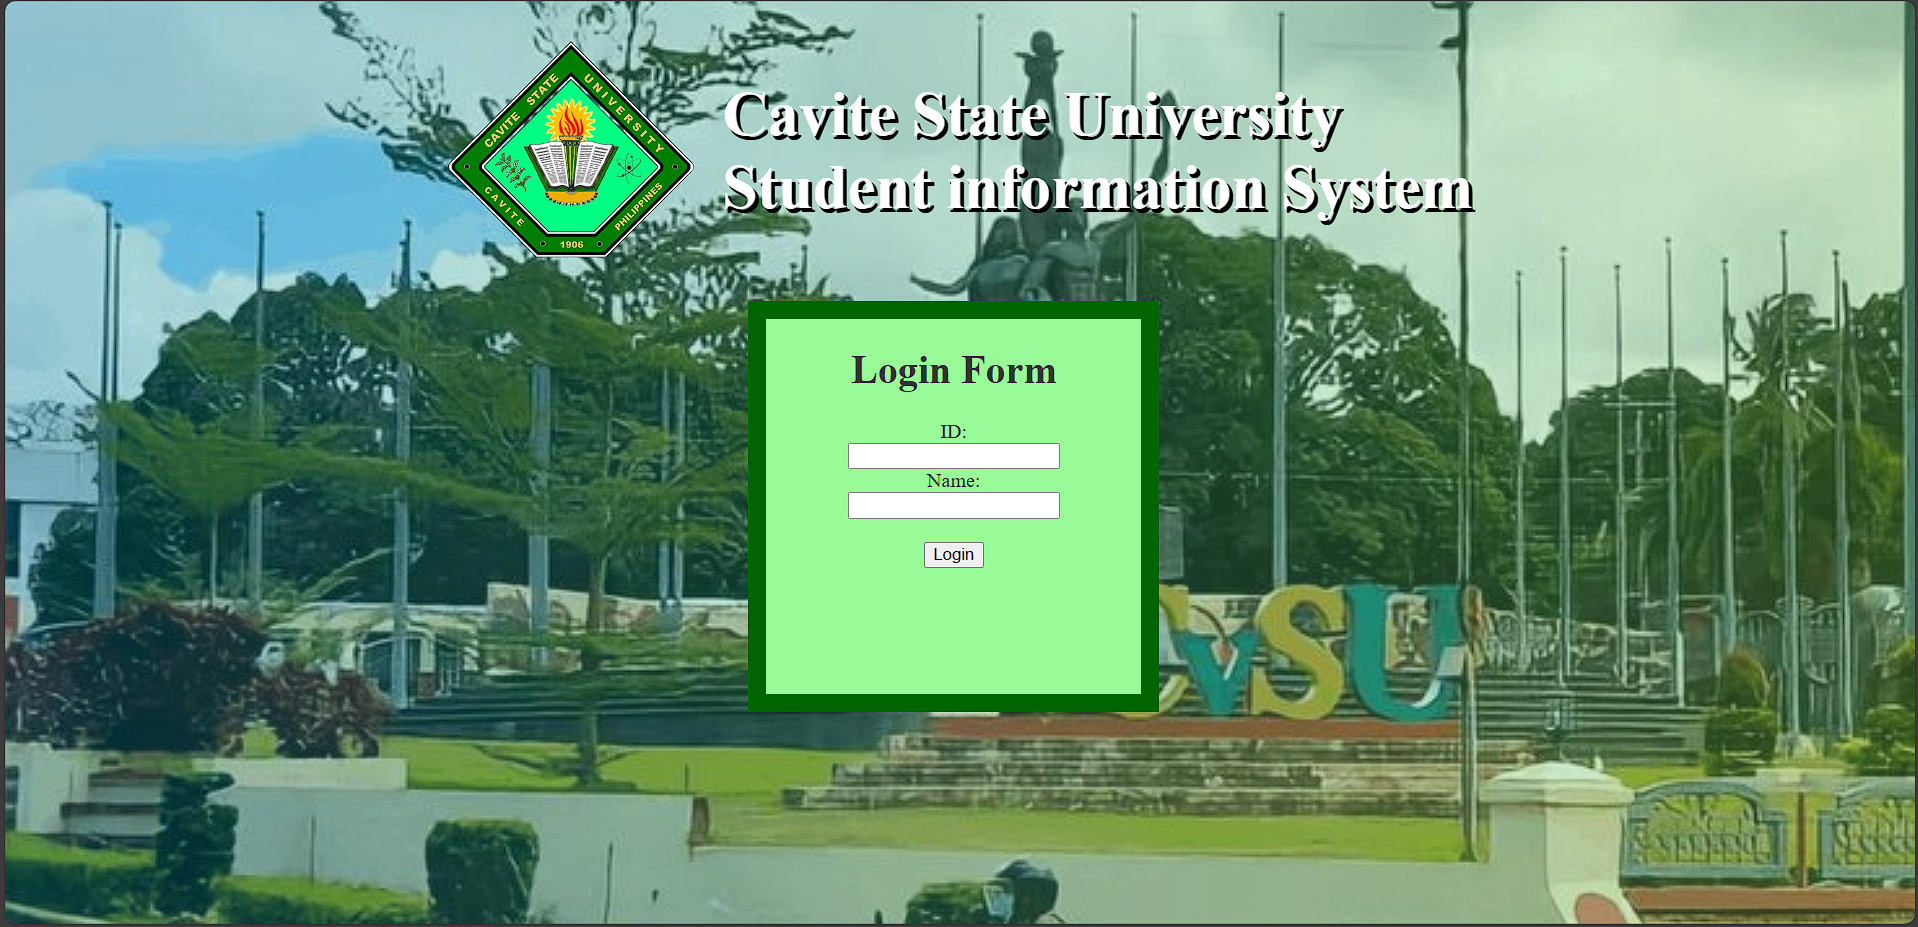 CAVITE STATE UNIVERSITY
CAVITE PHILIPPINES
1906
Cavite State University
Student information System
Login Form
ID:
Name:
Login
CvSU